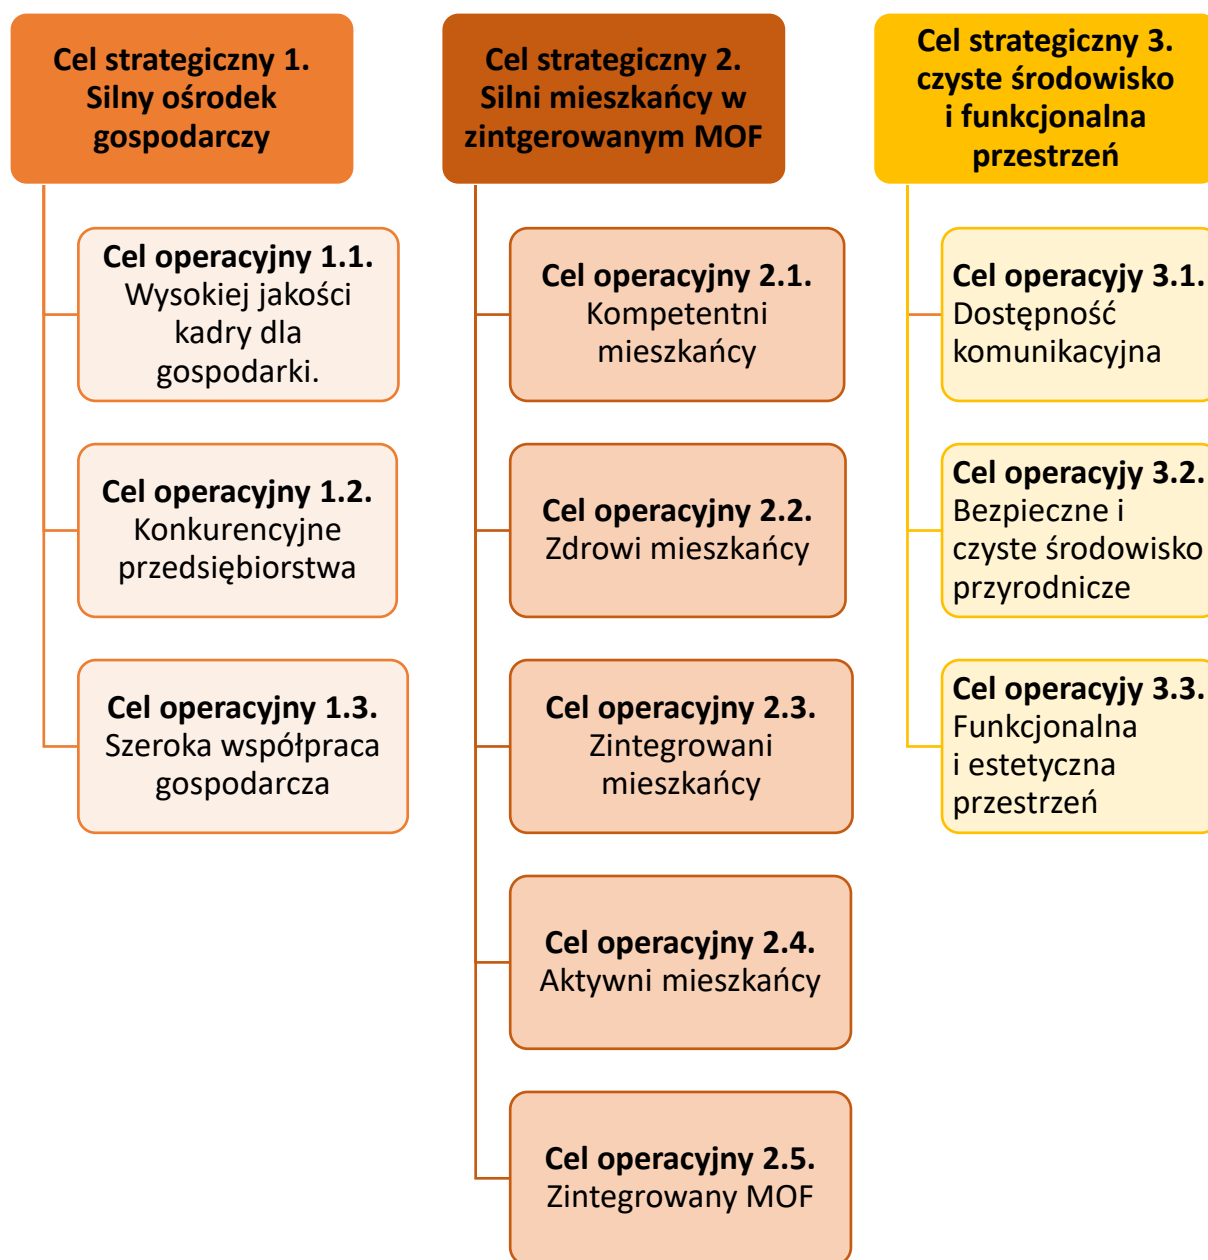 Cel strategiczny 1.
Silny ośrodek
gospodarczy
Cel operacyjny 1.1.
Wysokiej jakości
kadry dla
gospodarki.
Cel operacyjny 1.2.
Konkurencyjne
przedsiębiorstwa
Cel operacyjny 1.3.
Szeroka współpraca
gospodarcza
Cel strategiczny 2.
Silni mieszkańcy w
zintgerowanym MOF
Cel operacyjny 2.1.
Kompetentni
mieszkańcy
Cel operacyjny 2.2.
Zdrowi mieszkańcy
Cel operacyjny 2.3.
Zintegrowani
mieszkańcy
Cel operacyjny 2.4.
Aktywni mieszkańcy
Cel operacyjny 2.5.
Zintegrowany MOF
Cel strategiczny 3.
czyste środowisko
i funkcjonalna
przestrzeń
Cel operacyjy 3.1.
Dostępność
komunikacyjna
Cel operacyjy 3.2.
Bezpieczne i
czyste środowisko
przyrodnicze
Cel operacyjy 3.3.
Funkcjonalna
i estetyczna
przestrzeń